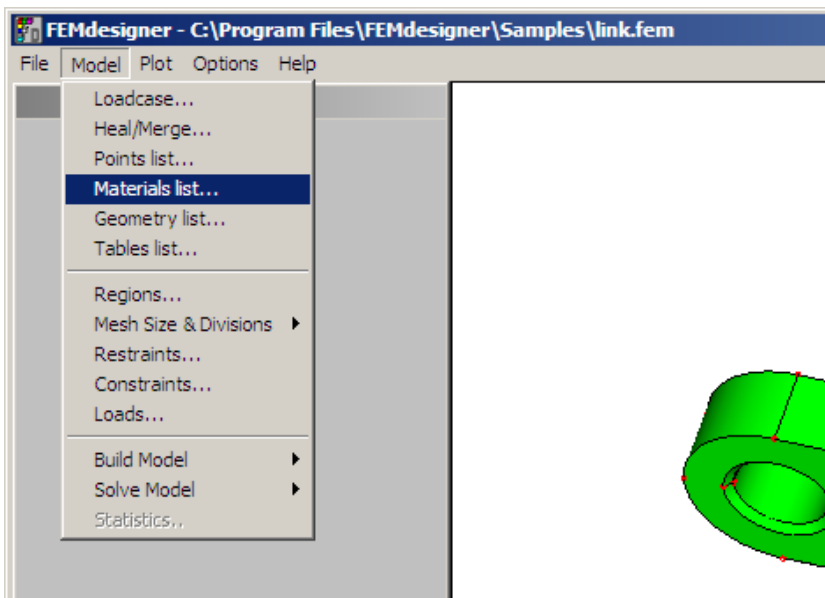 FEMdesigner - C:\Program Files\FEMdesigner\Samples\link.fem
File Model Plot Options Help
Loadcase...
Heal/Merge...
Points list...
Materials list...
Geometry list...
Tables list...
Regions...
Mesh Size & Divisions
Restraints...
Constraints...
Loads...
Build Model
Solve Model
Statistics..